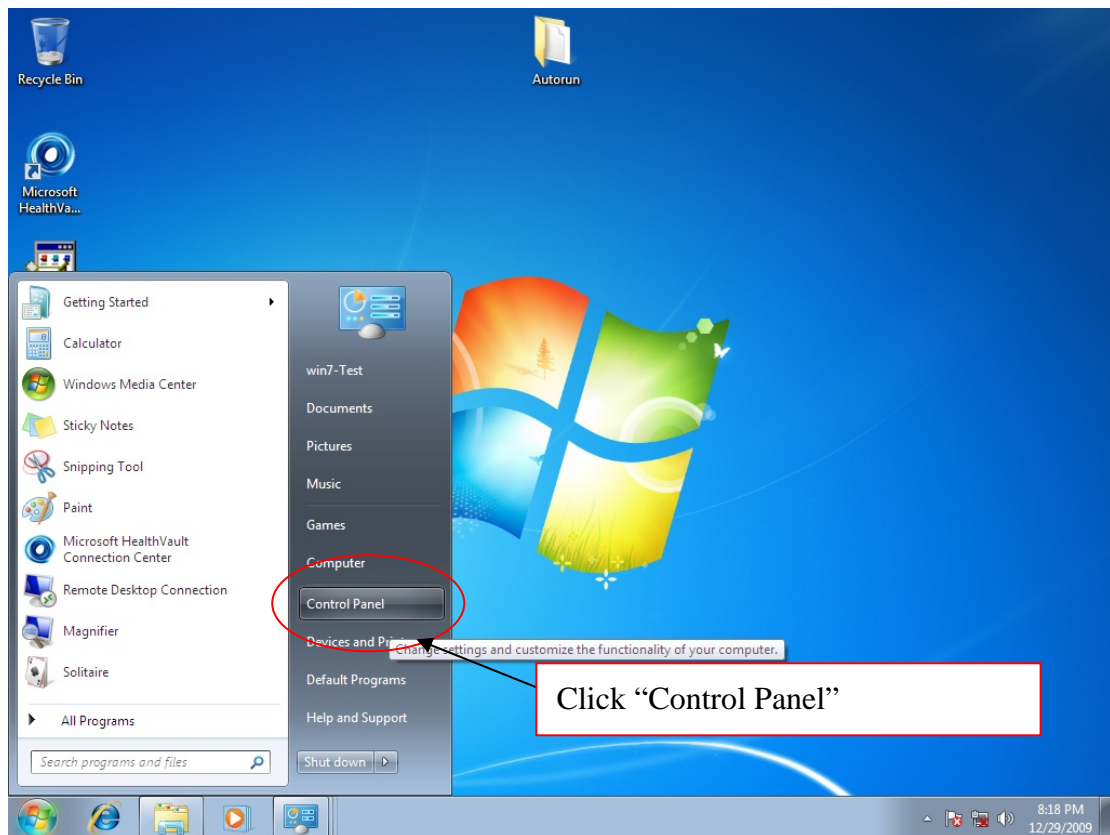 Recycle Bin
Autorun
Microsoft
HealthVa...
Getting Started
Calculator
Windows Media Center
Sticky Notes
Snipping Tool
Paint
Microsoft HealthVault
Connection Center
Remote Desktop Connection
Magnifier
Solitaire
All Programs
Search programs and files
win7-Test
Documents
Pictures
Music
Games
Computer
Control Panel
Devices and
Change settings and customize the functionality of your computer.
Default Programs
Help and Support
Shut down
Click “Control Panel”
8:18 PM
12/29/2009